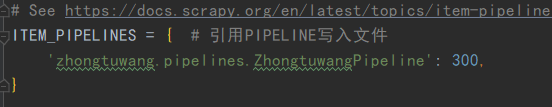 # See https://docs.scrapy.org/en/latest/topics/item-pipeline
ITEM_PIPELINES = {  # 引用PIPELINE写入文件
    'zhongtuwang.pipelines.ZhongtuwangPipeline': 300,
}